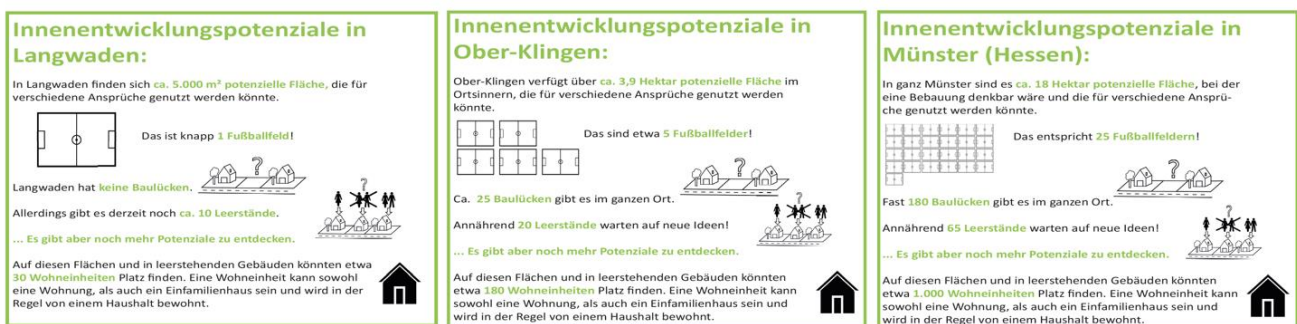 Innenentwicklungspotenziale in
Langwaden:
In Langwaden finden sich ca. 5.000 m² potenzielle Fläche, die für
verschiedene Ansprüche genutzt werden könnte.
Das ist knapp 1 Fußballfeld!
?
Langwaden hat keine Baulücken.
?
Allerdings gibt es derzeit noch ca. 10 Leerstände.
... Es gibt aber noch mehr Potenziale zu entdecken.
Auf diesen Flächen und in leerstehenden Gebäuden könnten etwa
30 Wohneinheiten Platz finden. Eine Wohneinheit kann sowohl
eine Wohnung, als auch ein Einfamilienhaus sein und wird in der
Regel von einem Haushalt bewohnt.
Innenentwicklungspotenziale in
Ober-Klingen:
Ober-Klingen verfügt über ca. 3,9 Hektar potenzielle Fläche im
Ortsinnern, die für verschiedene Ansprüche genutzt werden
könnte.
Das sind etwa 5 Fußballfelder!
?
Ca. 25 Baulücken gibt es im ganzen Ort.
?
Annährend 20 Leerstände warten auf neue Ideen!
... Es gibt aber noch mehr Potenziale zu entdecken.
Auf diesen Flächen und in leerstehenden Gebäuden könnten
etwa 180 Wohneinheiten Platz finden. Eine Wohneinheit kann
sowohl eine Wohnung, als auch ein Einfamilienhaus sein und
wird in der Regel von einem Haushalt bewohnt.
Innenentwicklungspotenziale in
Münster (Hessen):
In ganz Münster sind es ca. 18 Hektar potenzielle Fläche, bei der
eine Bebauung denkbar wäre und die für verschiedene Ansprü-
che genutzt werden könnte.
Das entspricht 25 Fußballfeldern!
?
Fast 180 Baulücken gibt es im ganzen Ort.
?
Annährend 65 Leerstände warten auf neue Ideen!
... Es gibt aber noch mehr Potenziale zu entdecken.
Auf diesen Flächen und in leerstehenden Gebäuden könnten
etwa 1.000 Wohneinheiten Platz finden. Eine Wohneinheit kann
sowohl eine Wohnung, als auch ein Einfamilienhaus sein und
wird in der Regel von einem Haushalt bewohnt.